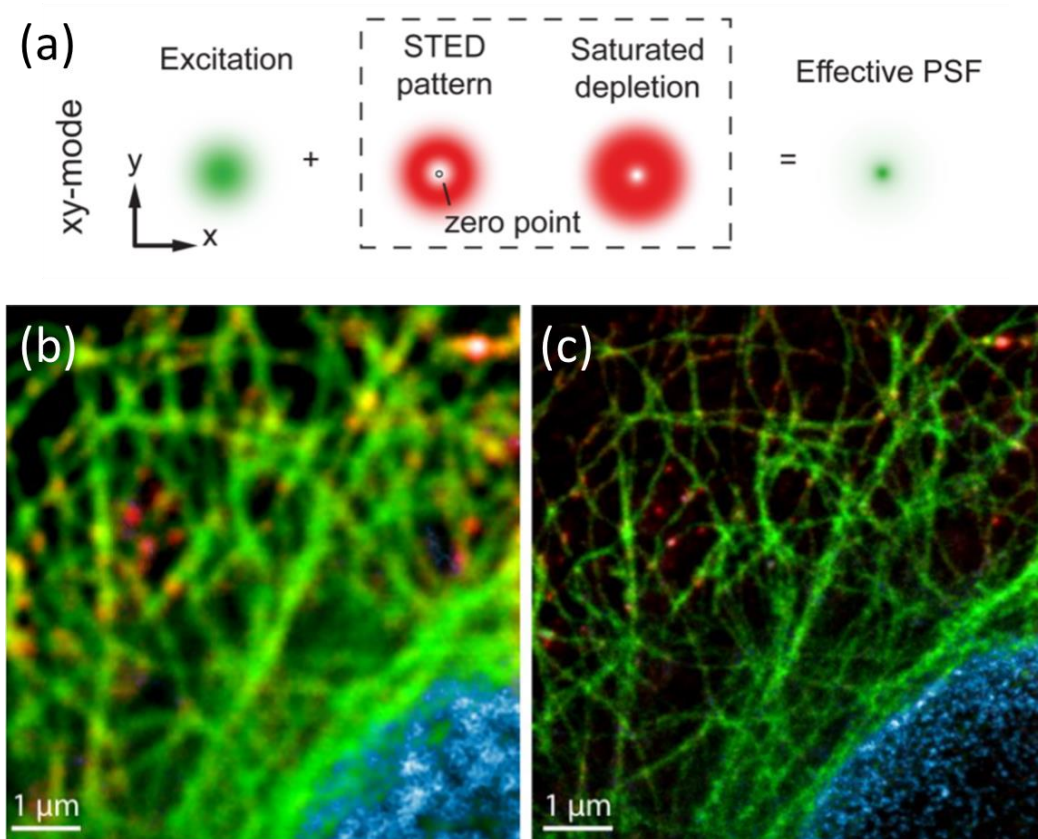 (a)
Excitation
STED
pattern
Saturated
depletion
Effective PSF
xy-mode
y
x
+
zero point
=
(b)
1 µm
(c)
1 µm